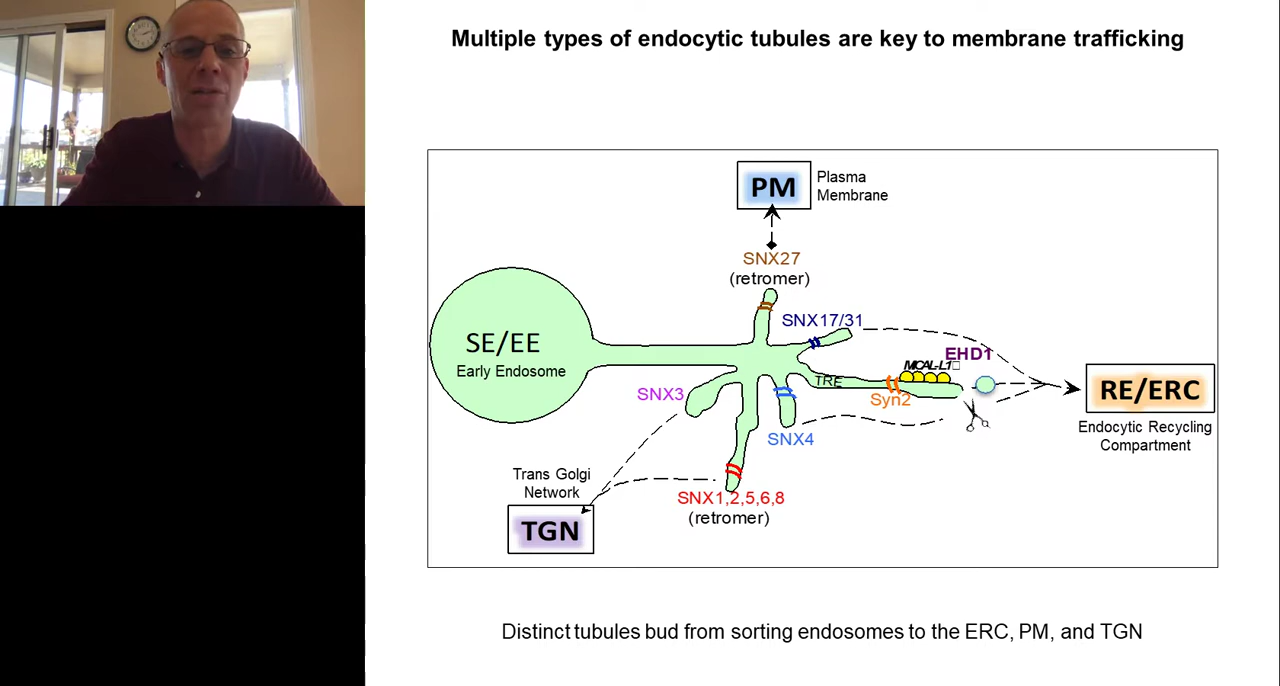 Multiple types of endocytic tubules are key to membrane trafficking
PM
Plasma
Membrane
SNX27
(retromer)
SNX17/31
SE/EE
Early Endosome
EHD1
MICAL-L1
TRE
Syn2
RE/ERC
Endocytic Recycling
Compartment
SNX3
SNX4
Trans Golgi
Network
TGN
SNX1,2,5,6,8
(retromer)
Distinct tubules bud from sorting endosomes to the ERC, PM, and TGN